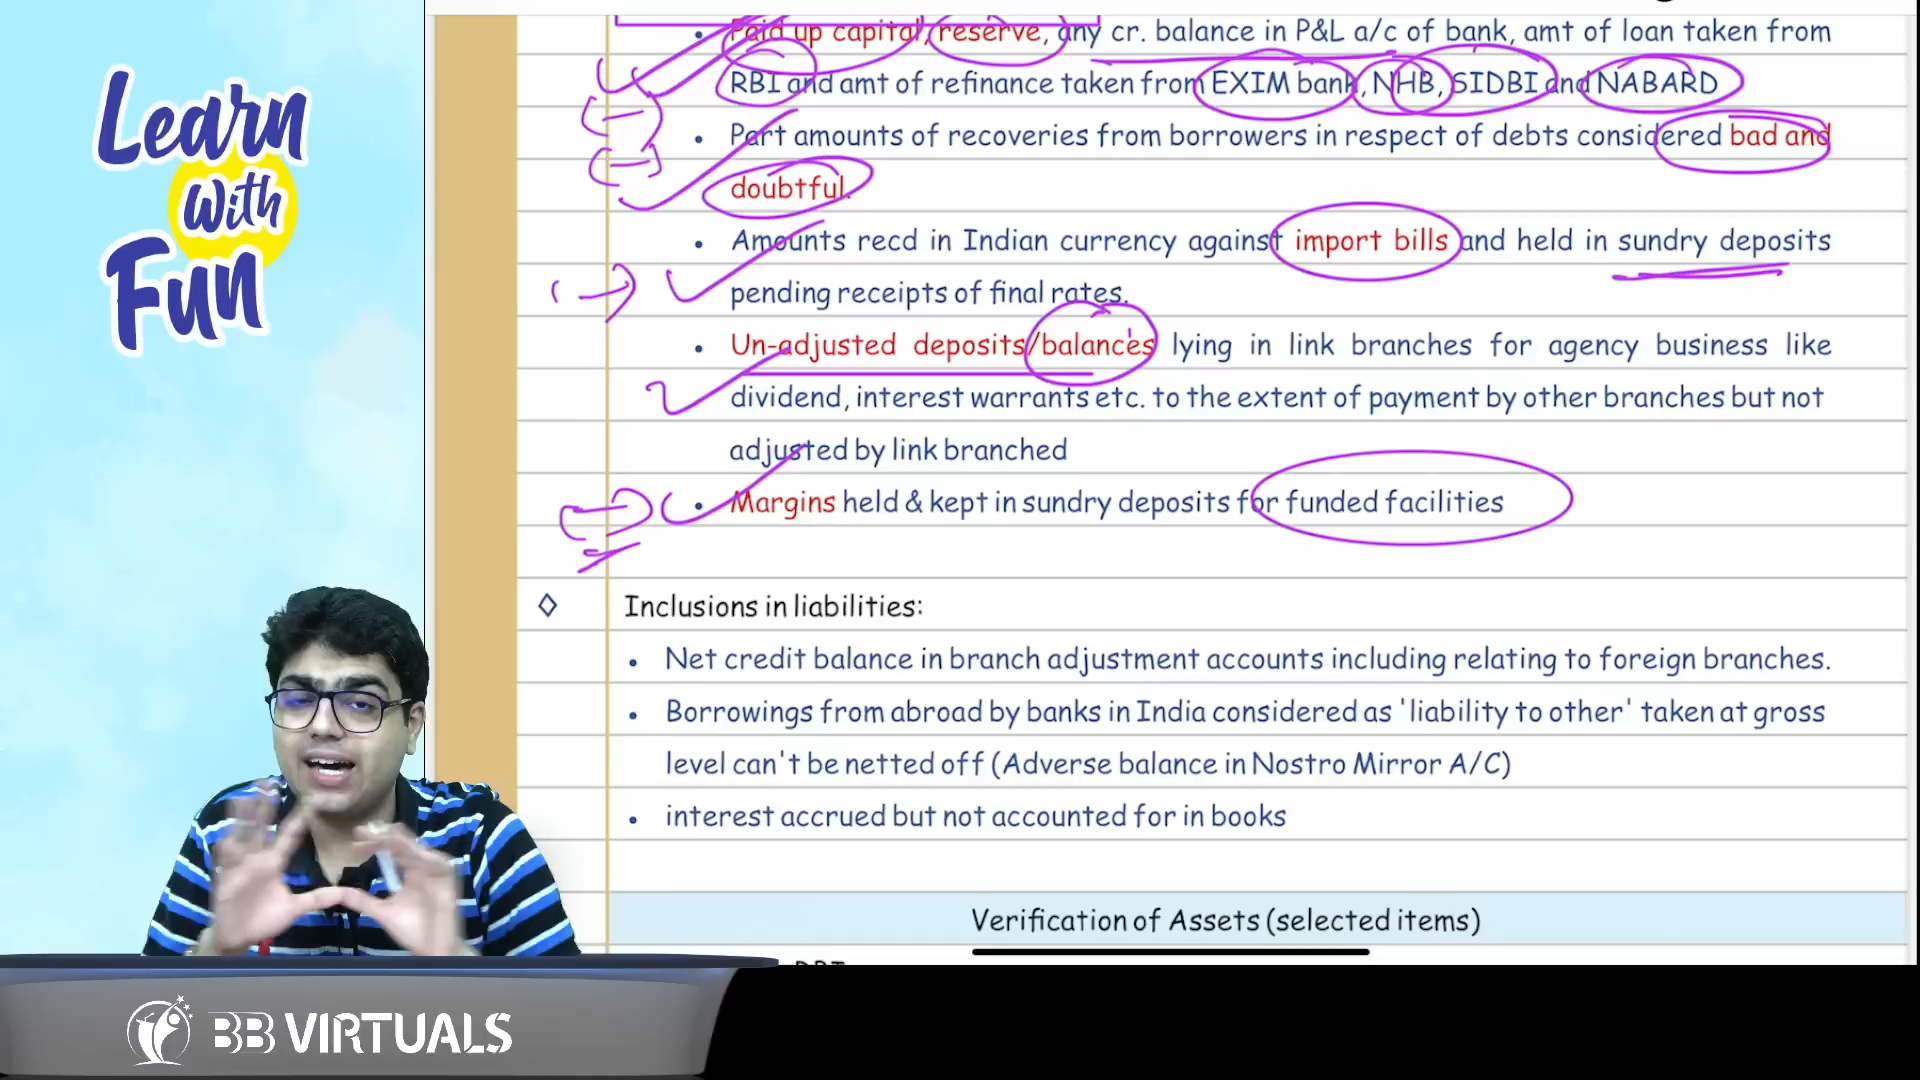 Learn
with
Fun
Paid up capital, reserve, any cr. balance in P&L a/c of bank, amt of loan taken from
RBI and amt of refinance taken from EXIM bank, NHB, SIDBI and NABARD
Part amounts of recoveries from borrowers in respect of debts considered bad and
doubtful.
Amounts recd in Indian currency against import bills and held in sundry deposits
pending receipts of final rates.
Un-adjusted deposits/balances lying in link branches for agency business like
dividend, interest warrants etc. to the extent of payment by other branches but not
adjusted by link branched
Margins held & kept in sundry deposits for funded facilities
Inclusions in liabilities:
Net credit balance in branch adjustment accounts including relating to foreign branches.
Borrowings from abroad by banks in India considered as 'liability to other' taken at gross
level can't be netted off (Adverse balance in Nostro Mirror A/C)
interest accrued but not accounted for in books
Verification of Assets (selected items)
BB VIRTUALS